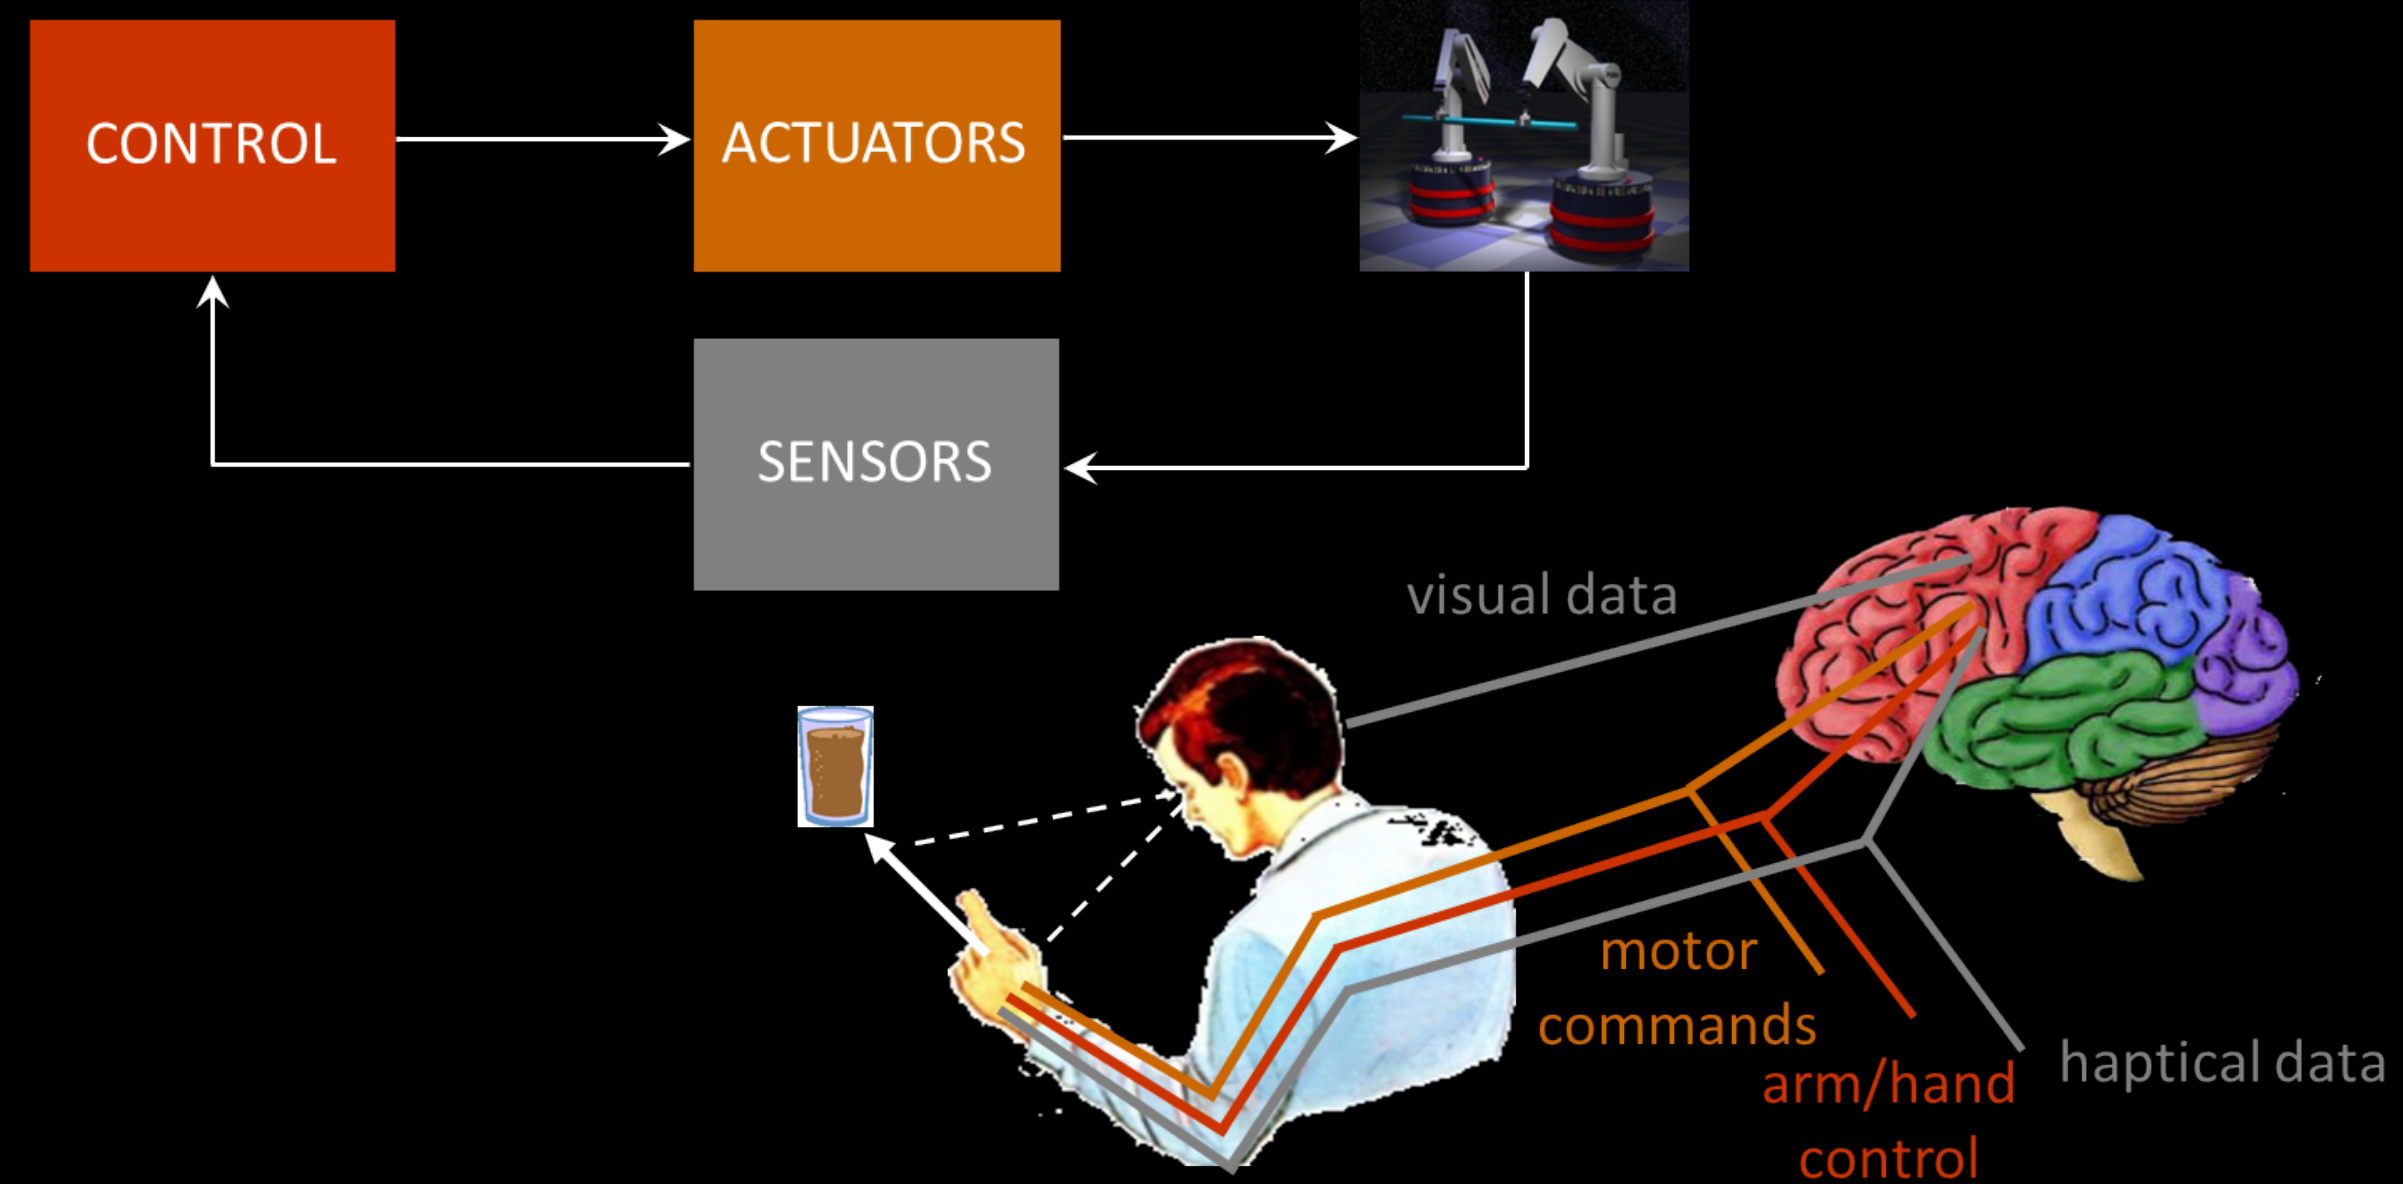 CONTROL
ACTUATORS
SENSORS
visual data
motor
commands
arm/hand
control
haptical data